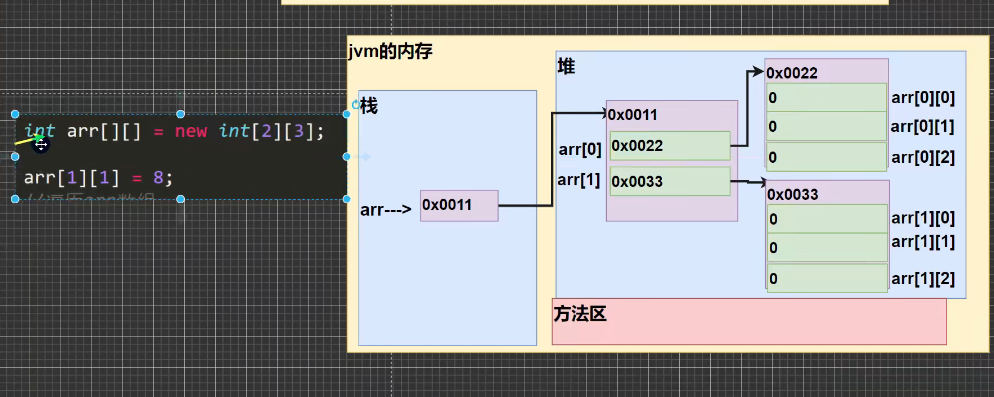 jvm的内存
栈
堆
int arr[][] = new int[2][3];
arr[1][1] = 8;
arr---> 0x0011
0x0011
arr[0] 0x0022
arr[1] 0x0033
0x0022
0 arr[0][0]
0 arr[0][1]
0 arr[0][2]
0x0033
0 arr[1][0]
0 arr[1][1]
0 arr[1][2]
方法区